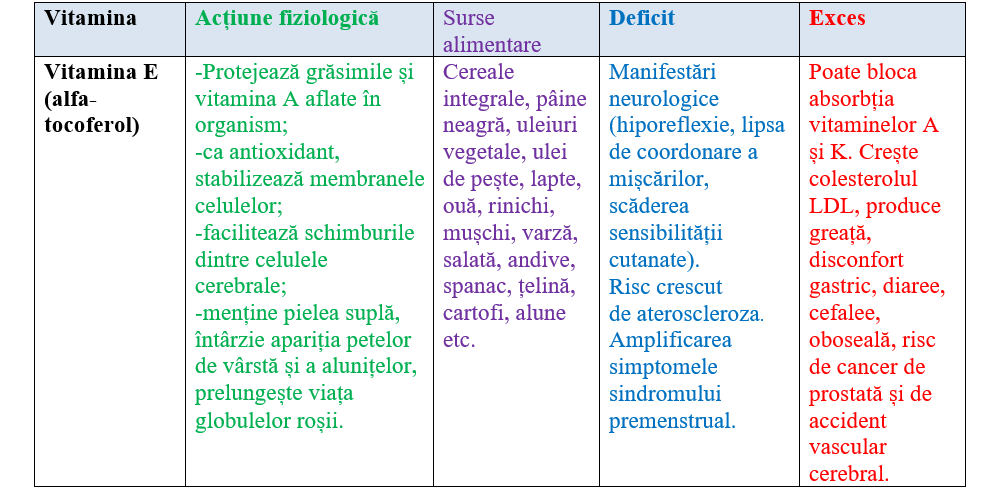 Vitamina
Acțiune fiziologică
Surse
alimentare
Deficit
Exces
Vitamina E
(alfa-
tocoferol)
-Protejează grăsimile și
vitamina A aflate în
organism;
-ca antioxidant,
stabilizează membranele
celulelor;
-facilitează schimburile
dintre celulele
cerebrale;
-menține pielea suplă,
întârzie apariția petelor
de vârstă și a alunițelor,
prelungește viața
globulelor roșii.
Cereale
integrale, pâine
neagră, uleiuri
vegetale, ulei
de pește, lapte,
ouă, rinichi,
mușchi, varză,
salată, andive,
spanac, țelină,
cartofi, alune
etc.
Manifestări
neurologice
(hiporeflexie, lipsa
de coordonare a
mișcărilor,
scăderea
sensibilității
cutanate).
Risc crescut
de ateroscleroza.
Amplificarea
simptomele
sindromului
premenstrual.
Poate bloca
absorbția
vitaminelor A
și K. Crește
colesterolul
LDL, produce
greață,
disconfort
gastric, diaree,
cefalee,
oboseală, risc
de cancer de
prostată și de
accident
vascular
cerebral.